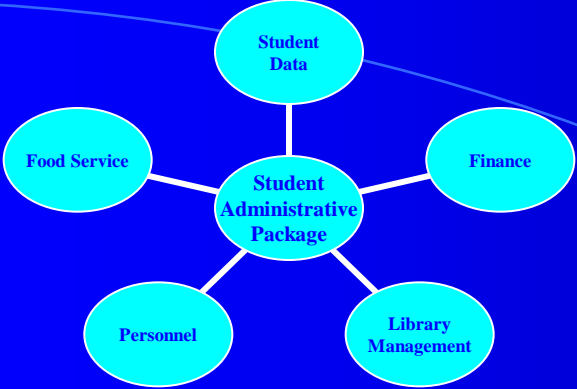 Student
Data
Food Service
Finance
Student
Administrative
Package
Personnel
Library
Management